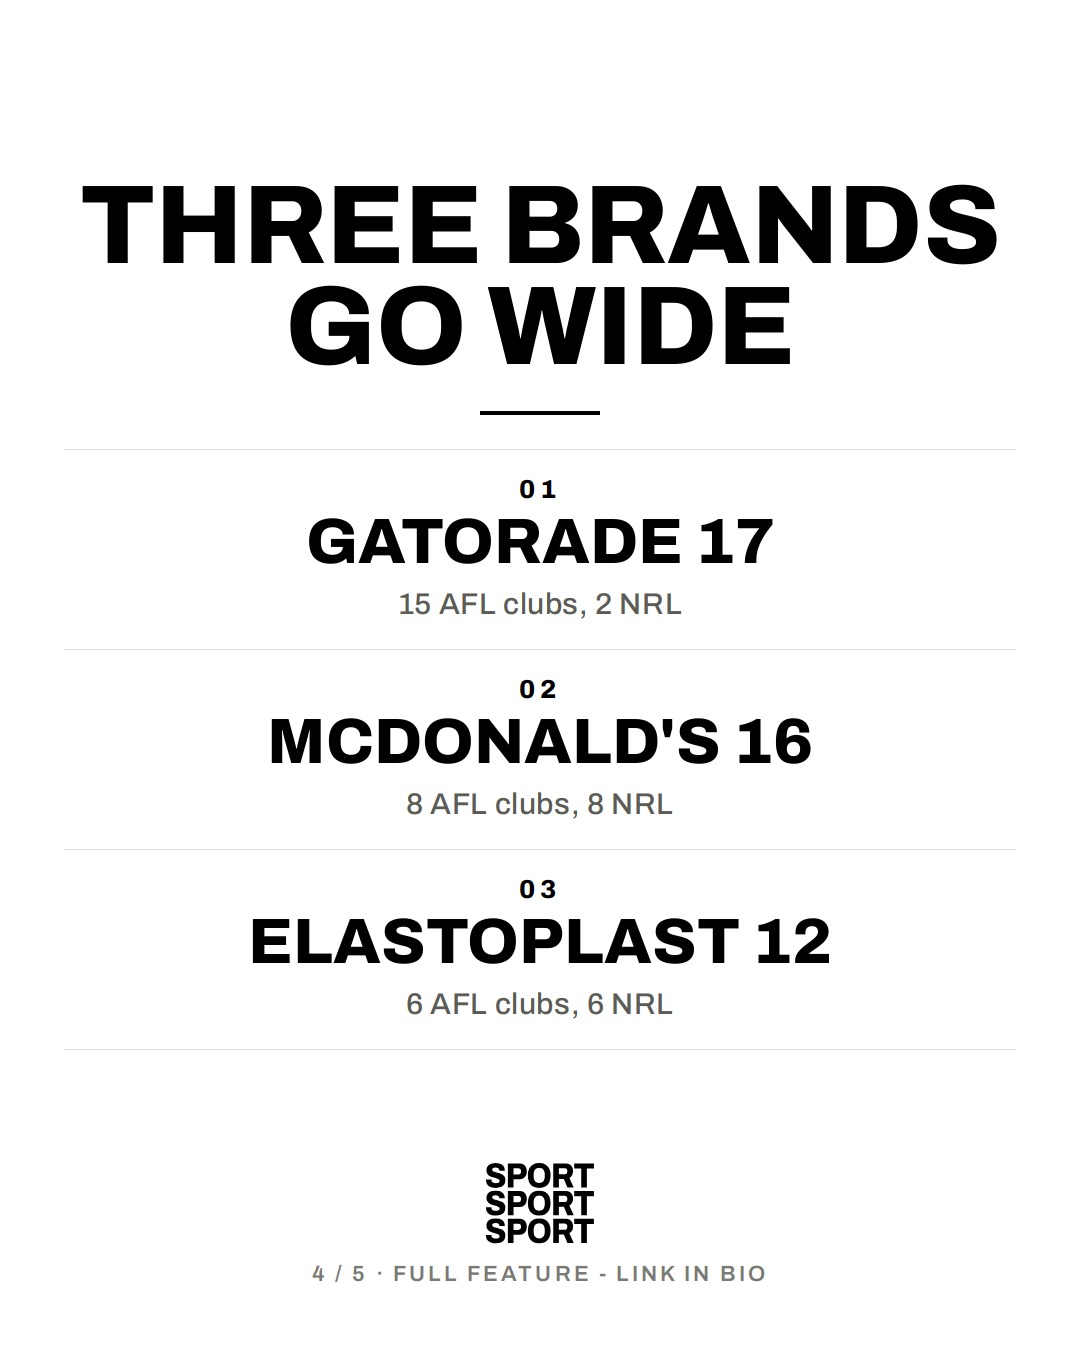 THREE BRANDS
GO WIDE
01
GATORADE 17
15 AFL clubs, 2 NRL
02
MCDONALD'S 16
8 AFL clubs, 8 NRL
03
ELASTOPLAST 12
6 AFL clubs, 6 NRL
SPORT
SPORT
SPORT
4 / 5 · FULL FEATURE - LINK IN BIO